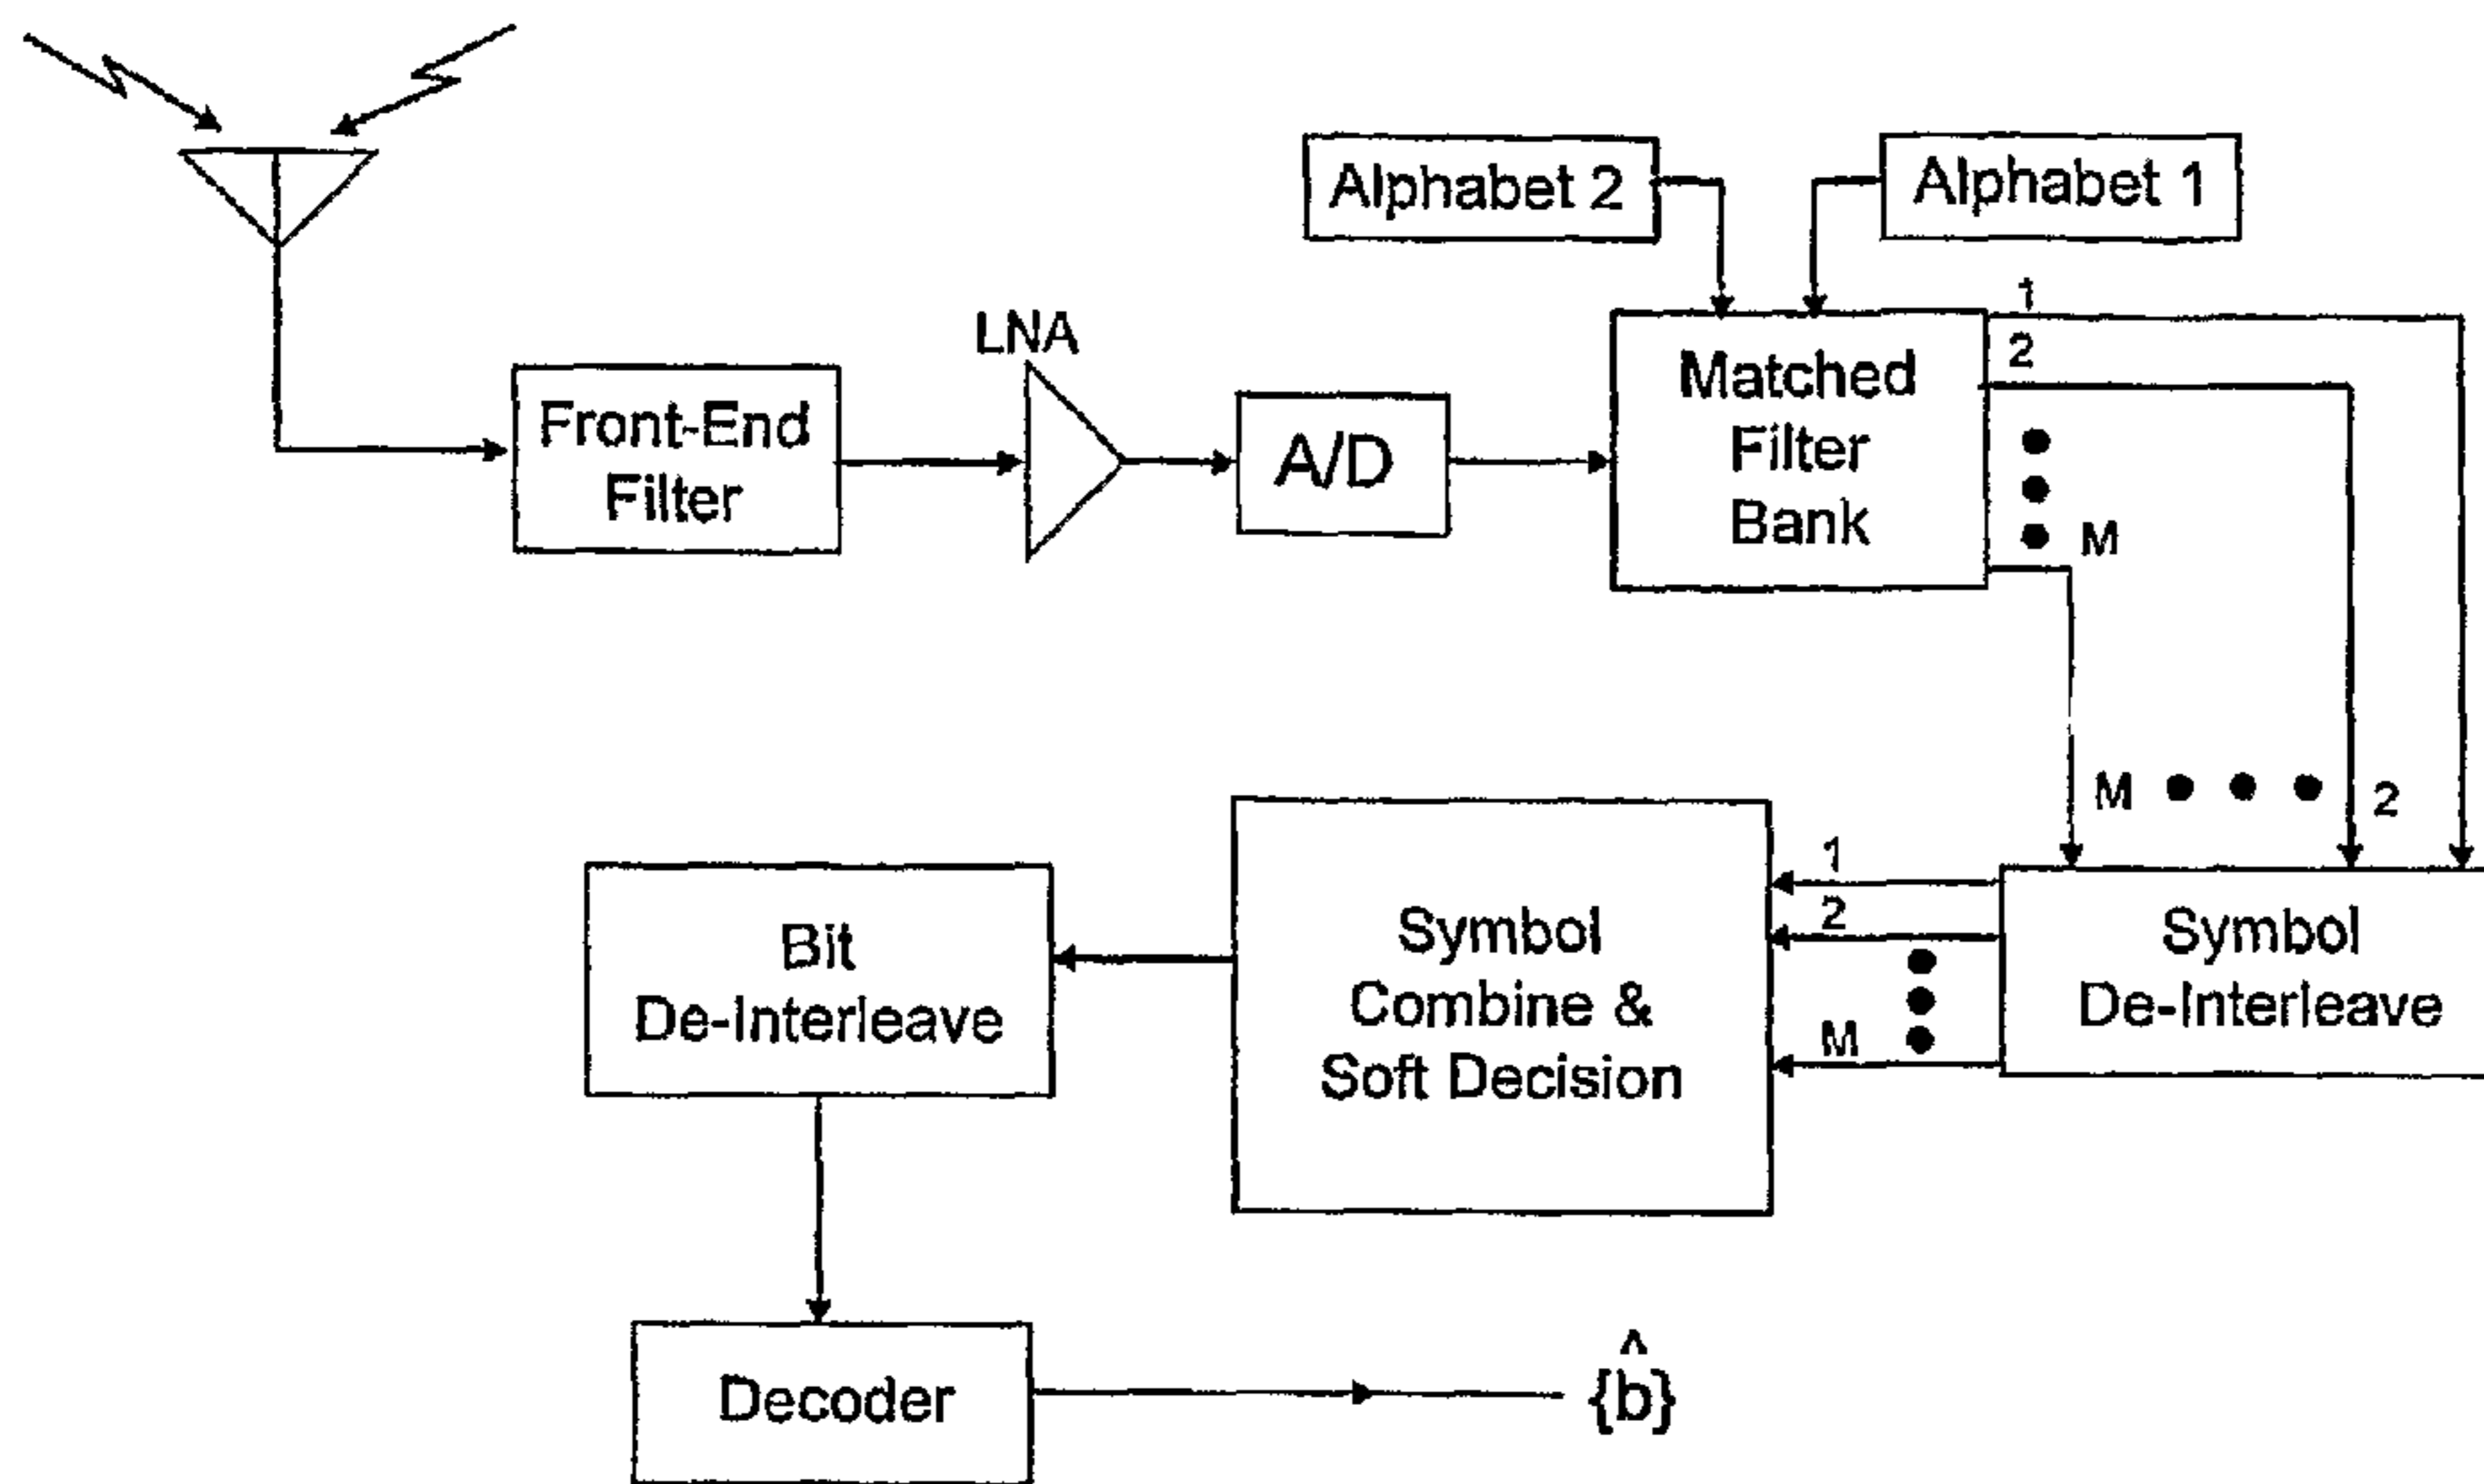 Alphabet 2
Alphabet 1
LNA
Front-End
Filter
A/D
Matched
Filter
Bank
1
2
M
M
2
1
2
M
Symbol
De-Interleave
Symbol
Combine &
Soft Decision
Bit
De-Interleave
Decoder
{b̂}